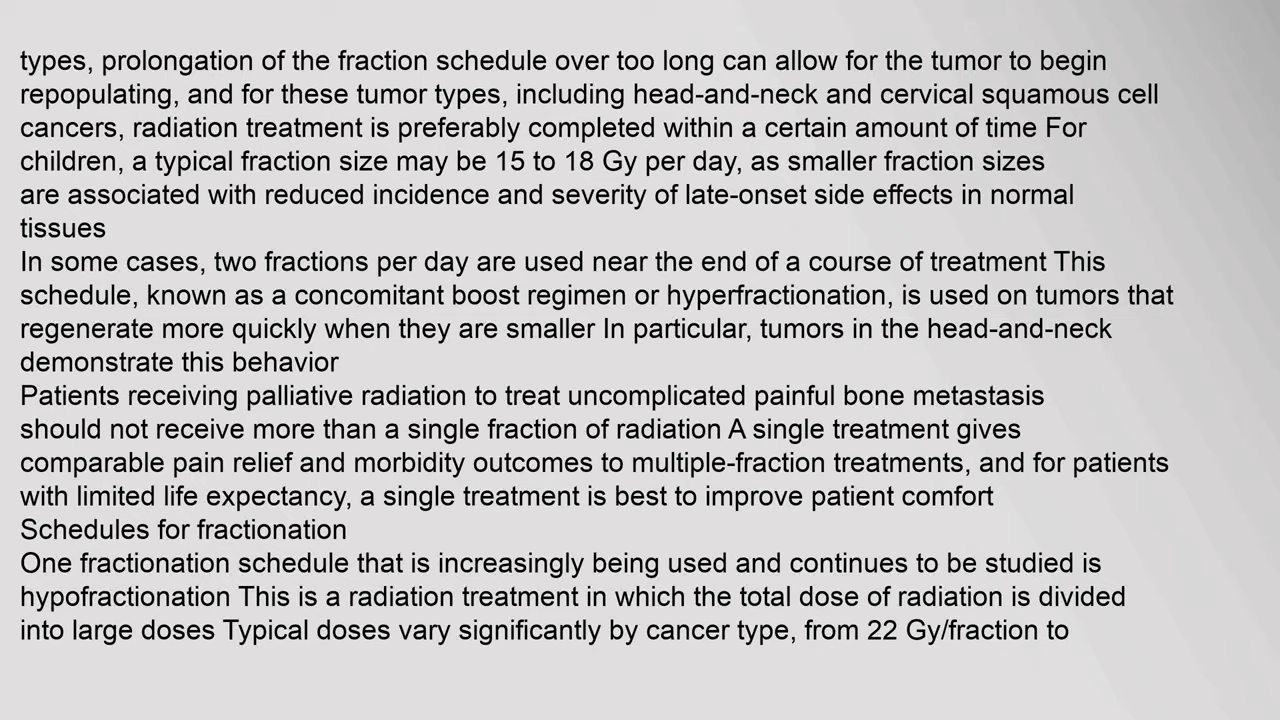 types, prolongation of the fraction schedule over too long can allow for the tumor to begin
repopulating, and for these tumor types, including head-and-neck and cervical squamous cell
cancers, radiation treatment is preferably completed within a certain amount of time For
children, a typical fraction size may be 15 to 18 Gy per day, as smaller fraction sizes
are associated with reduced incidence and severity of late-onset side effects in normal
tissues
In some cases, two fractions per day are used near the end of a course of treatment This
schedule, known as a concomitant boost regimen or hyperfractionation, is used on tumors that
regenerate more quickly when they are smaller In particular, tumors in the head-and-neck
demonstrate this behavior
Patients receiving palliative radiation to treat uncomplicated painful bone metastasis
should not receive more than a single fraction of radiation A single treatment gives
comparable pain relief and morbidity outcomes to multiple-fraction treatments, and for patients
with limited life expectancy, a single treatment is best to improve patient comfort
Schedules for fractionation
One fractionation schedule that is increasingly being used and continues to be studied is
hypofractionation This is a radiation treatment in which the total dose of radiation is divided
into large doses Typical doses vary significantly by cancer type, from 22 Gy/fraction to